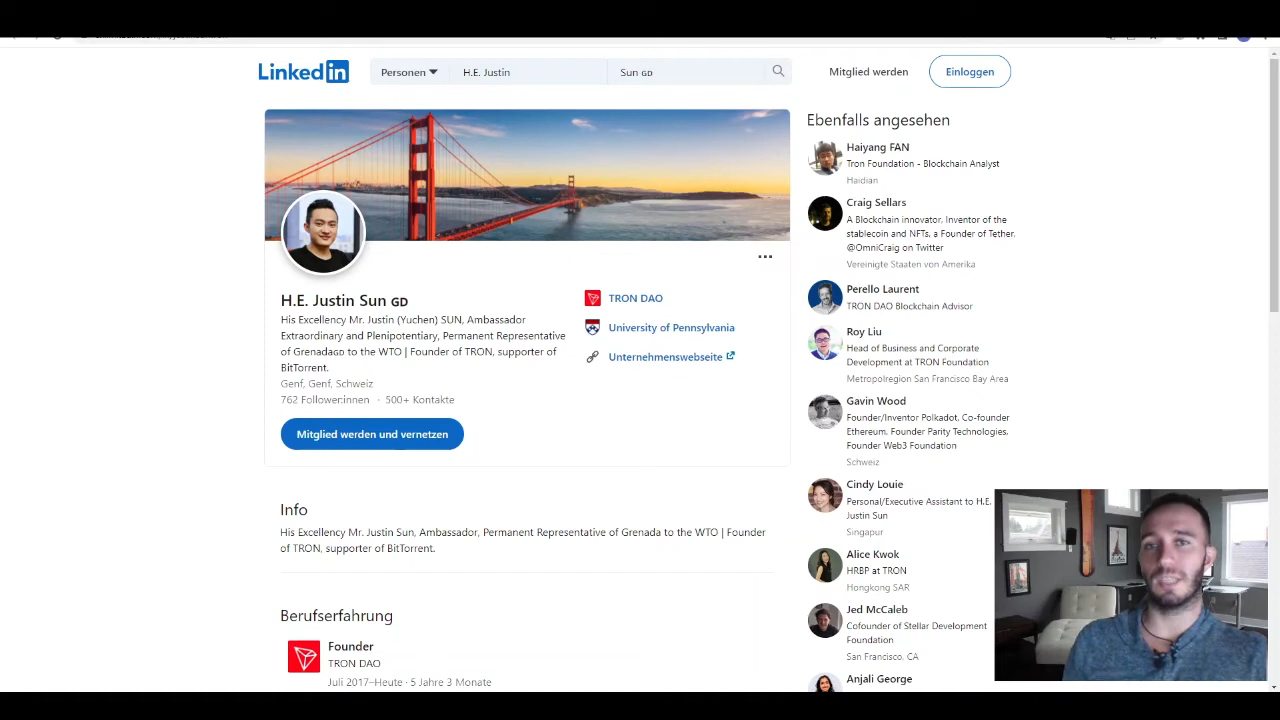 Linked in
Personen
H.E. Justin
Sun GD
Mitglied werden
Einloggen
H.E. Justin Sun GD
His Excellency Mr. Justin (Yuchen) SUN, Ambassador
Extraordinary and Plenipotentiary, Permanent Representative
of Grenadaɢᴅ to the WTO | Founder of TRON, supporter of
BitTorrent.
Genf, Genf, Schweiz
762 Follower:innen • 500+ Kontakte
Mitglied werden und vernetzen
TRON DAO
University of Pennsylvania
Unternehmenswebseite
Info
His Excellency Mr. Justin Sun, Ambassador, Permanent Representative of Grenada to the WTO | Founder
of TRON, supporter of BitTorrent.
Berufserfahrung
Founder
TRON DAO
Juli 2017–Heute · 5 Jahre 3 Monate
Ebenfalls angesehen
Haiyang FAN
Tron Foundation - Blockchain Analyst
Haidian
Craig Sellars
A Blockchain innovator, Inventor of the
stablecoin and NFTs, a Founder of Tether,
@OmniCraig on Twitter
Vereinigte Staaten von Amerika
Perello Laurent
TRON DAO Blockchain Advisor
Roy Liu
Head of Business and Corporate
Development at TRON Foundation
Metropolregion San Francisco Bay Area
Gavin Wood
Founder/Inventor Polkadot, Co-founder
Ethereum. Founder Parity Technologies,
Founder Web3 Foundation
Schweiz
Cindy Louie
Personal/Executive Assistant to H.E.
Justin Sun
Singapur
Alice Kwok
HRBP at TRON
Hongkong SAR
Jed McCaleb
Cofounder of Stellar Development
Foundation
San Francisco, CA
Anjali George